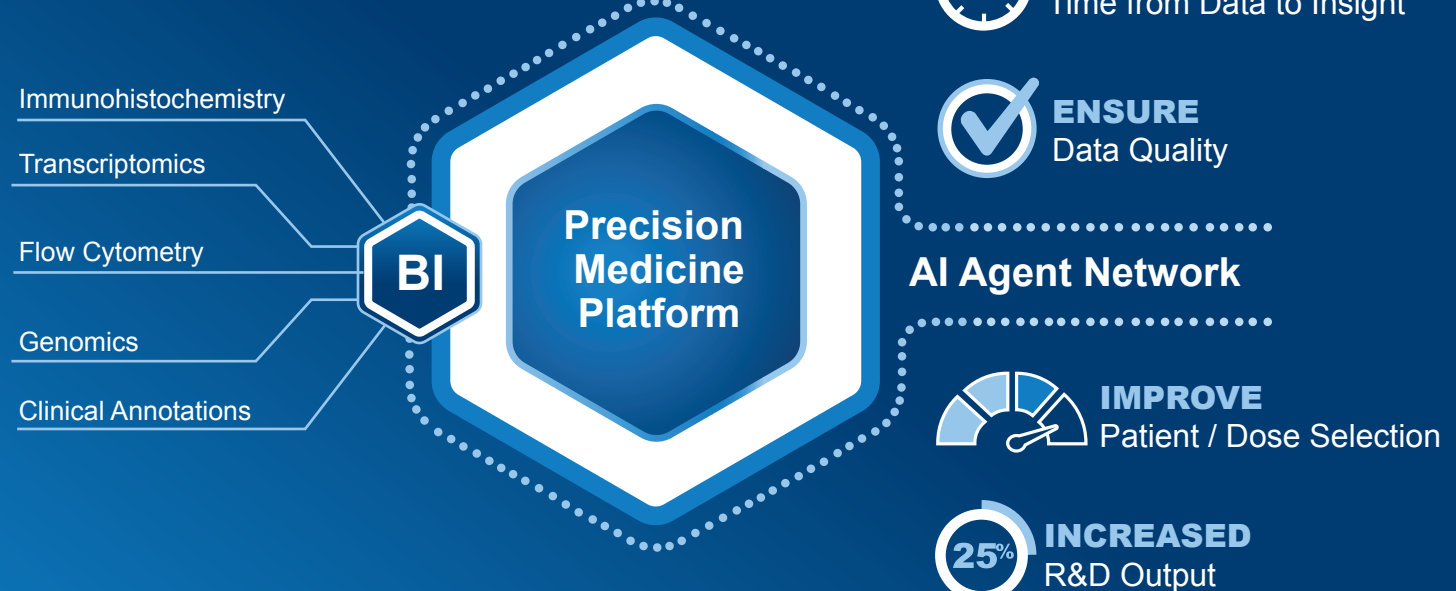 Immunohistochemistry
Transcriptomics
Flow Cytometry
Genomics
Clinical Annotations
BI
Precision
Medicine
Platform
Time from Data to Insight
ENSURE
Data Quality
AI Agent Network
IMPROVE
Patient / Dose Selection
25%
INCREASED
R&D Output